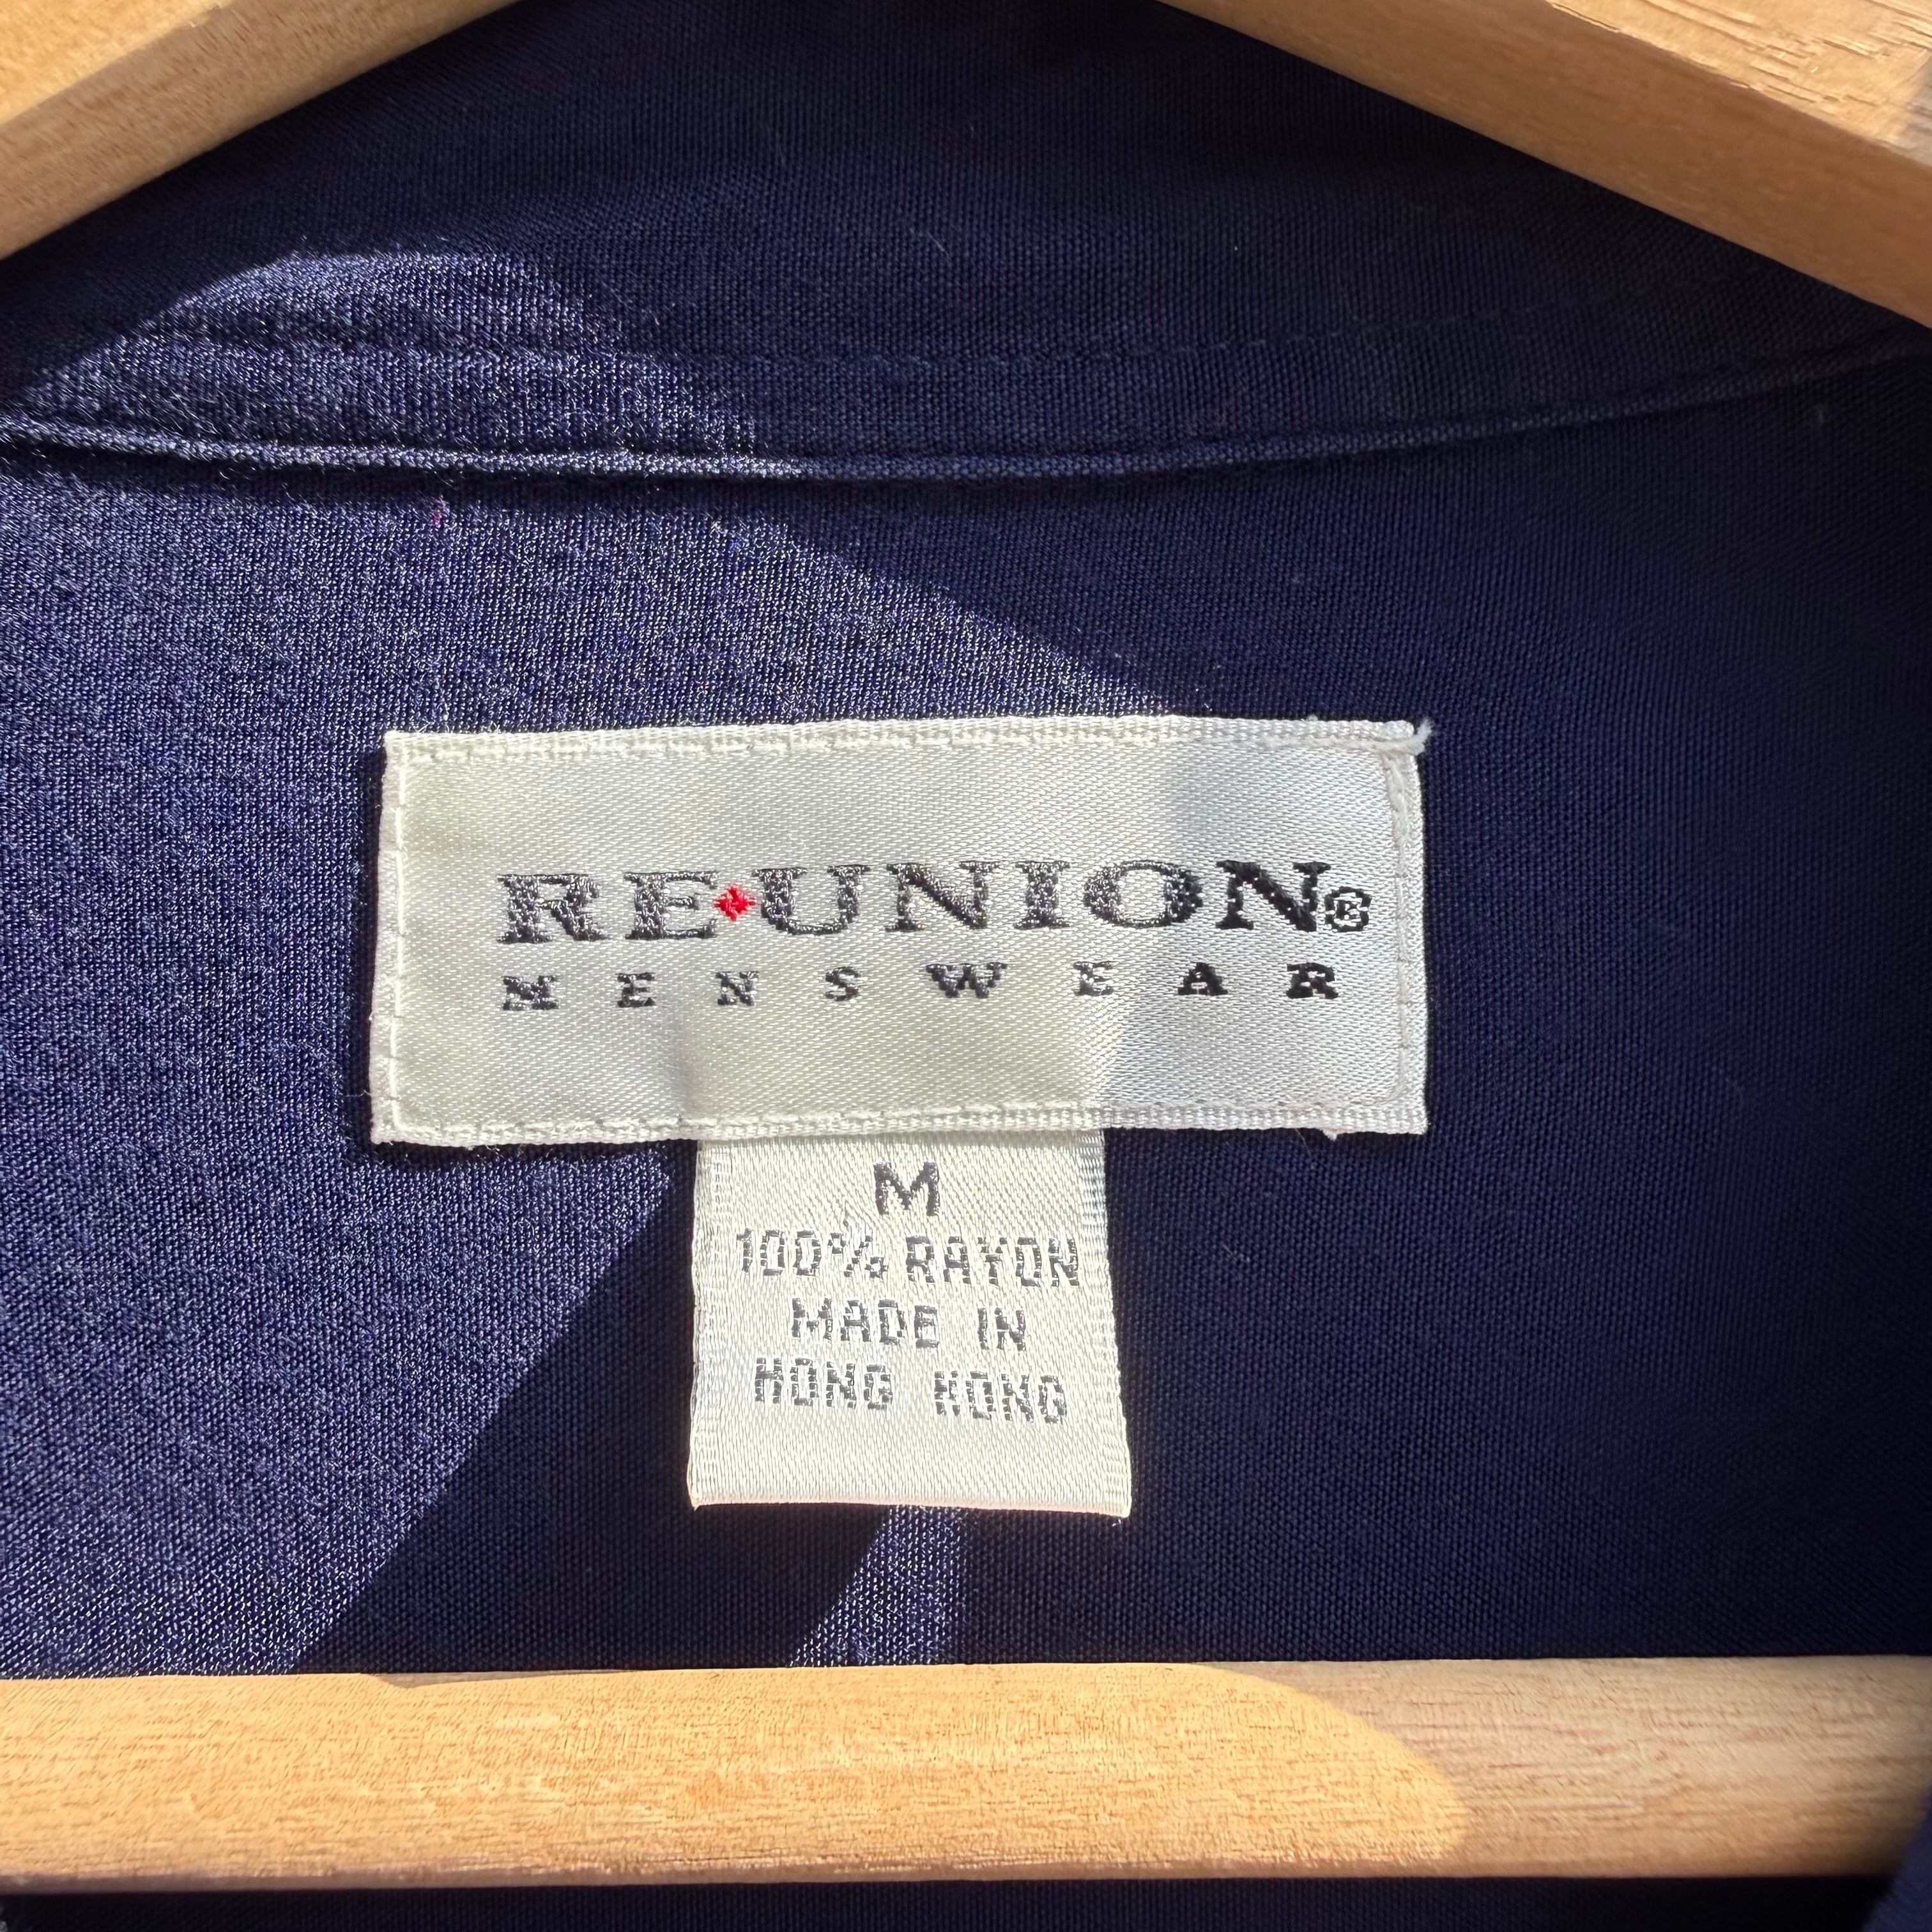 RE♦UNION®
MENSWEAR
M
100% RAYON
MADE IN
HONG KONG